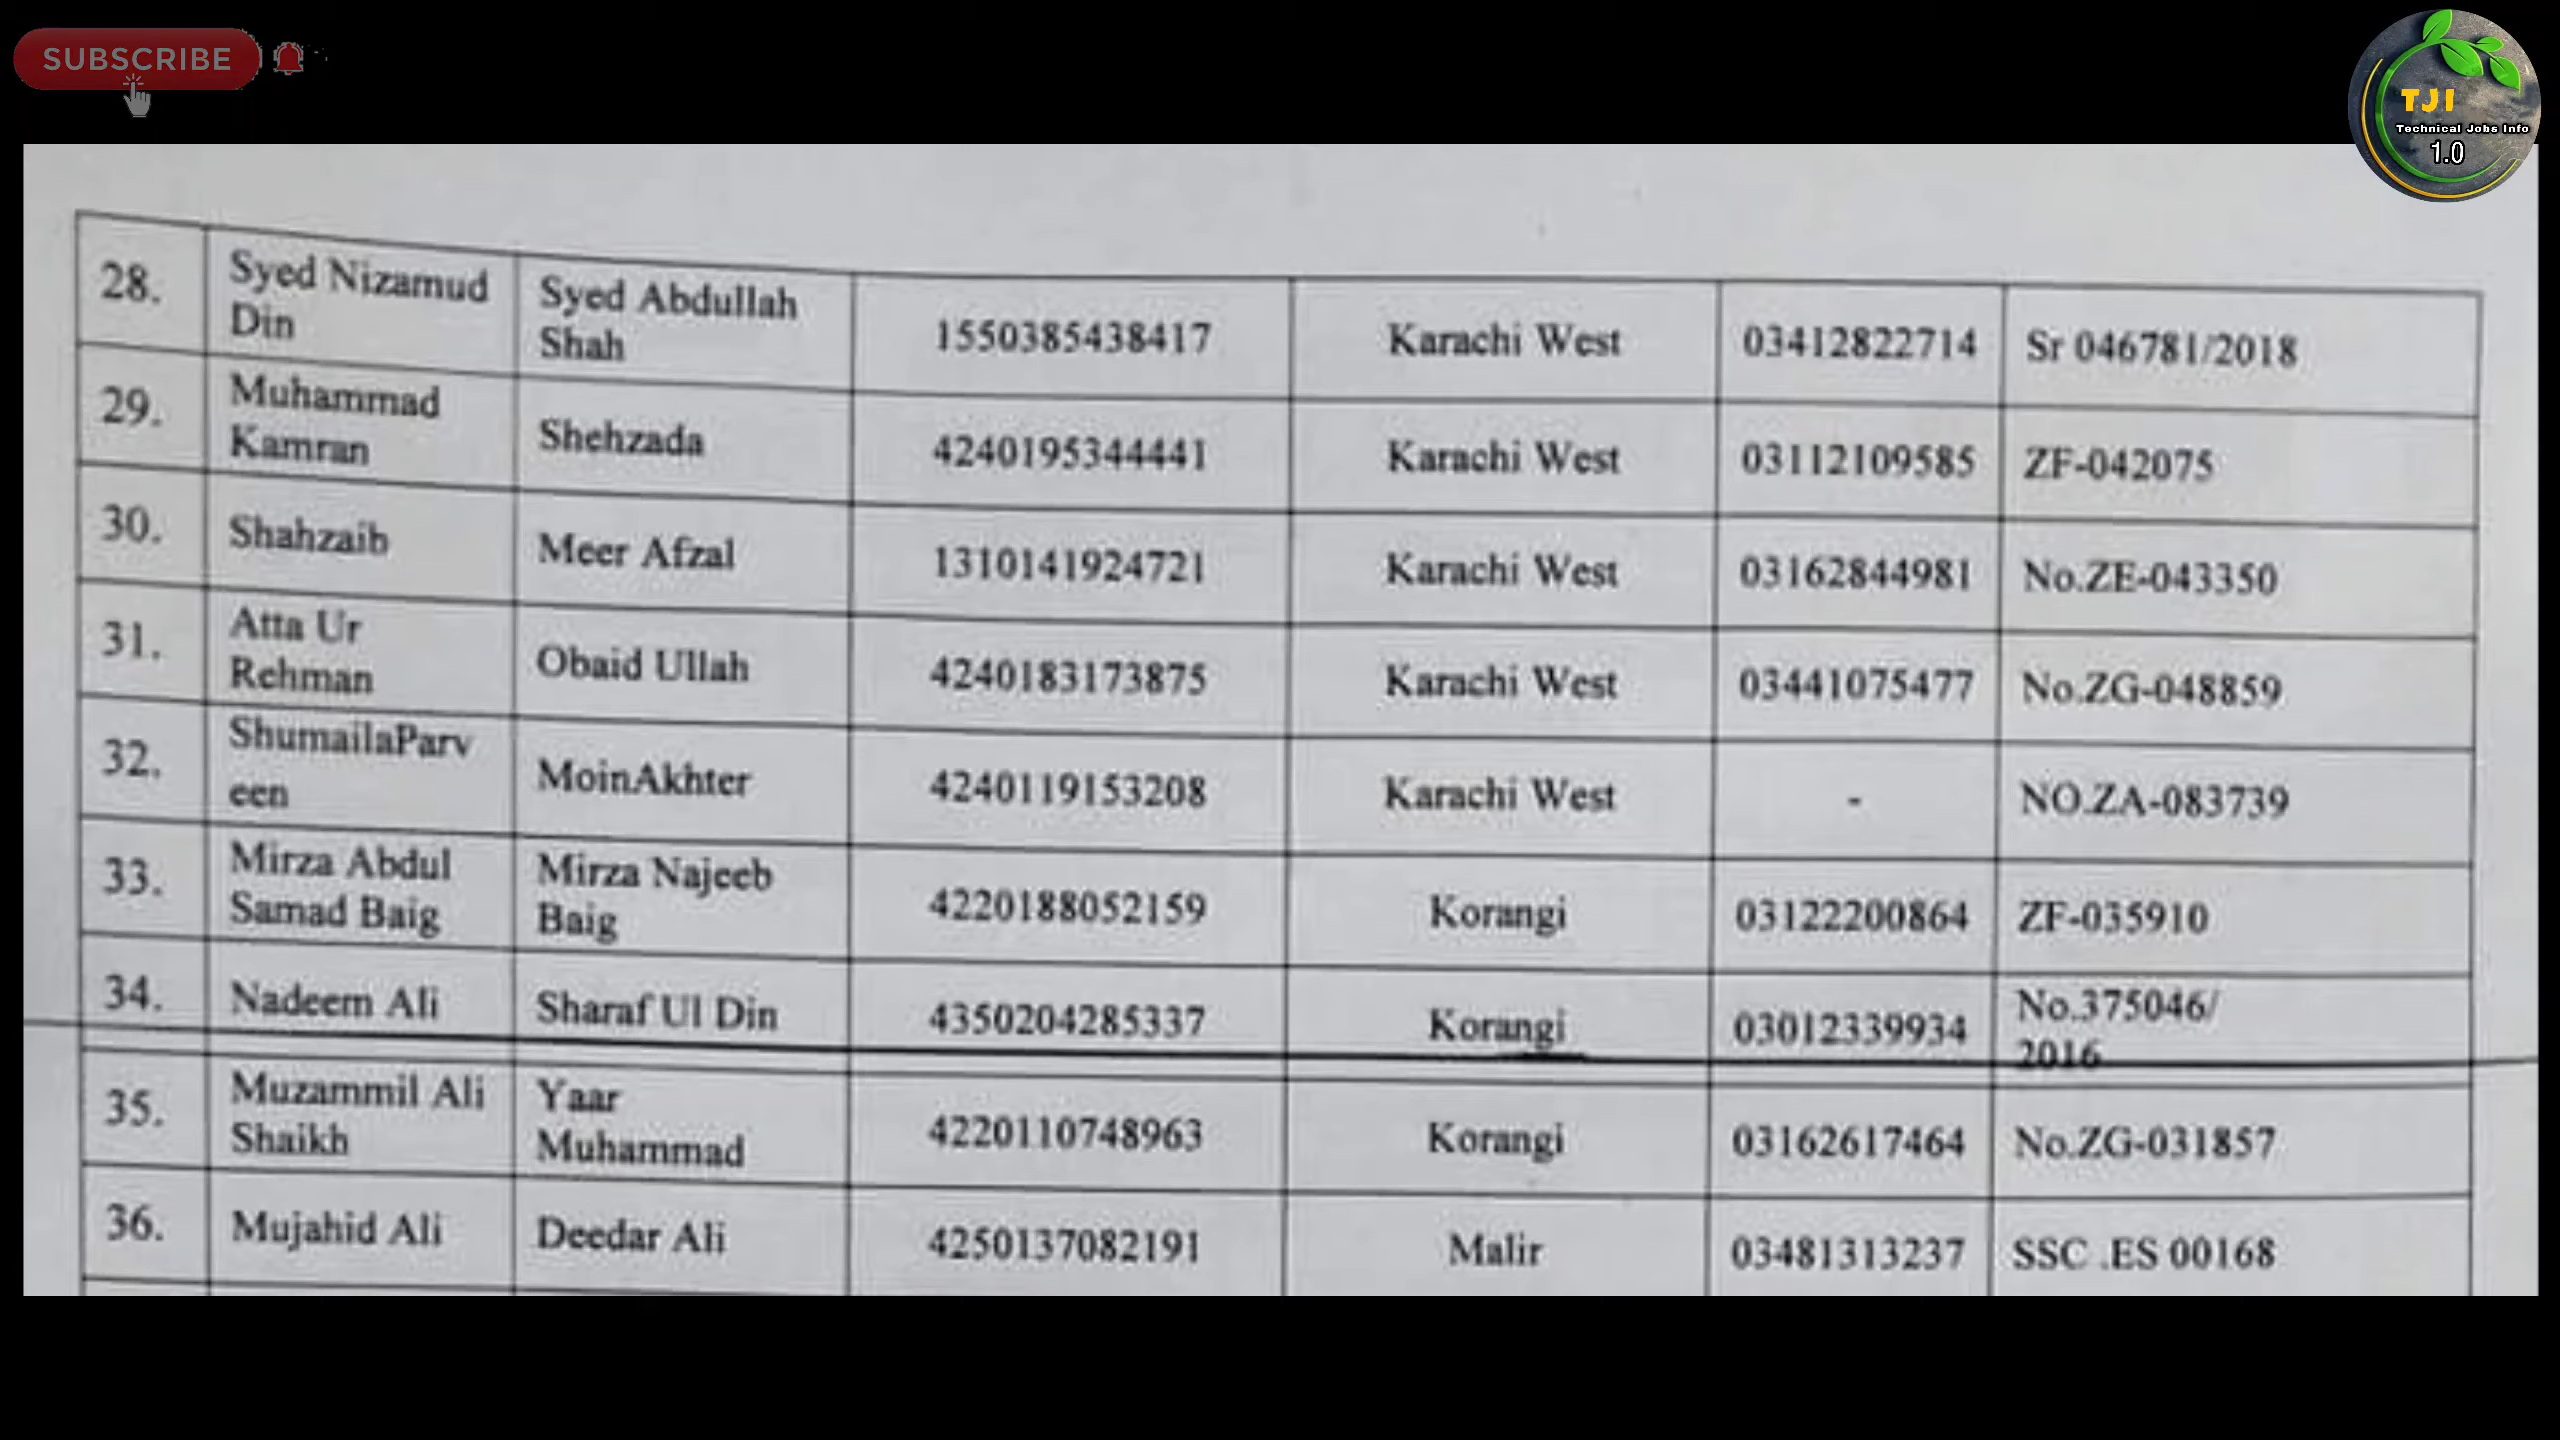 SUBSCRIBE
TJI
Technical Jobs Info
1.0
28. Syed Nizamud Din Syed Abdullah Shah 1550385438417 Karachi West 03412822714 Sr 046781/2018
29. Muhammad Kamran Shehzada 4240195344441 Karachi West 03112109585 ZF-042075
30. Shahzaib Meer Afzal 1310141924721 Karachi West 03162844981 No.ZE-043350
31. Atta Ur Rehman Obaid Ullah 4240183173875 Karachi West 03441075477 No.ZG-048859
32. ShumailaParv een MoinAkhter 4240119153208 Karachi West - NO.ZA-083739
33. Mirza Abdul Samad Baig Mirza Najeeb Baig 4220188052159 Korangi 03122200864 ZF-035910
34. Nadeem Ali Sharaf Ul Din 4350204285337 Korangi 03012339934 No.375046/ 2016
35. Muzammil Ali Shaikh Yaar Muhammad 4220110748963 Korangi 03162617464 No.ZG-031857
36. Mujahid Ali Deedar Ali 4250137082191 Malir 03481313237 SSC .ES 00168